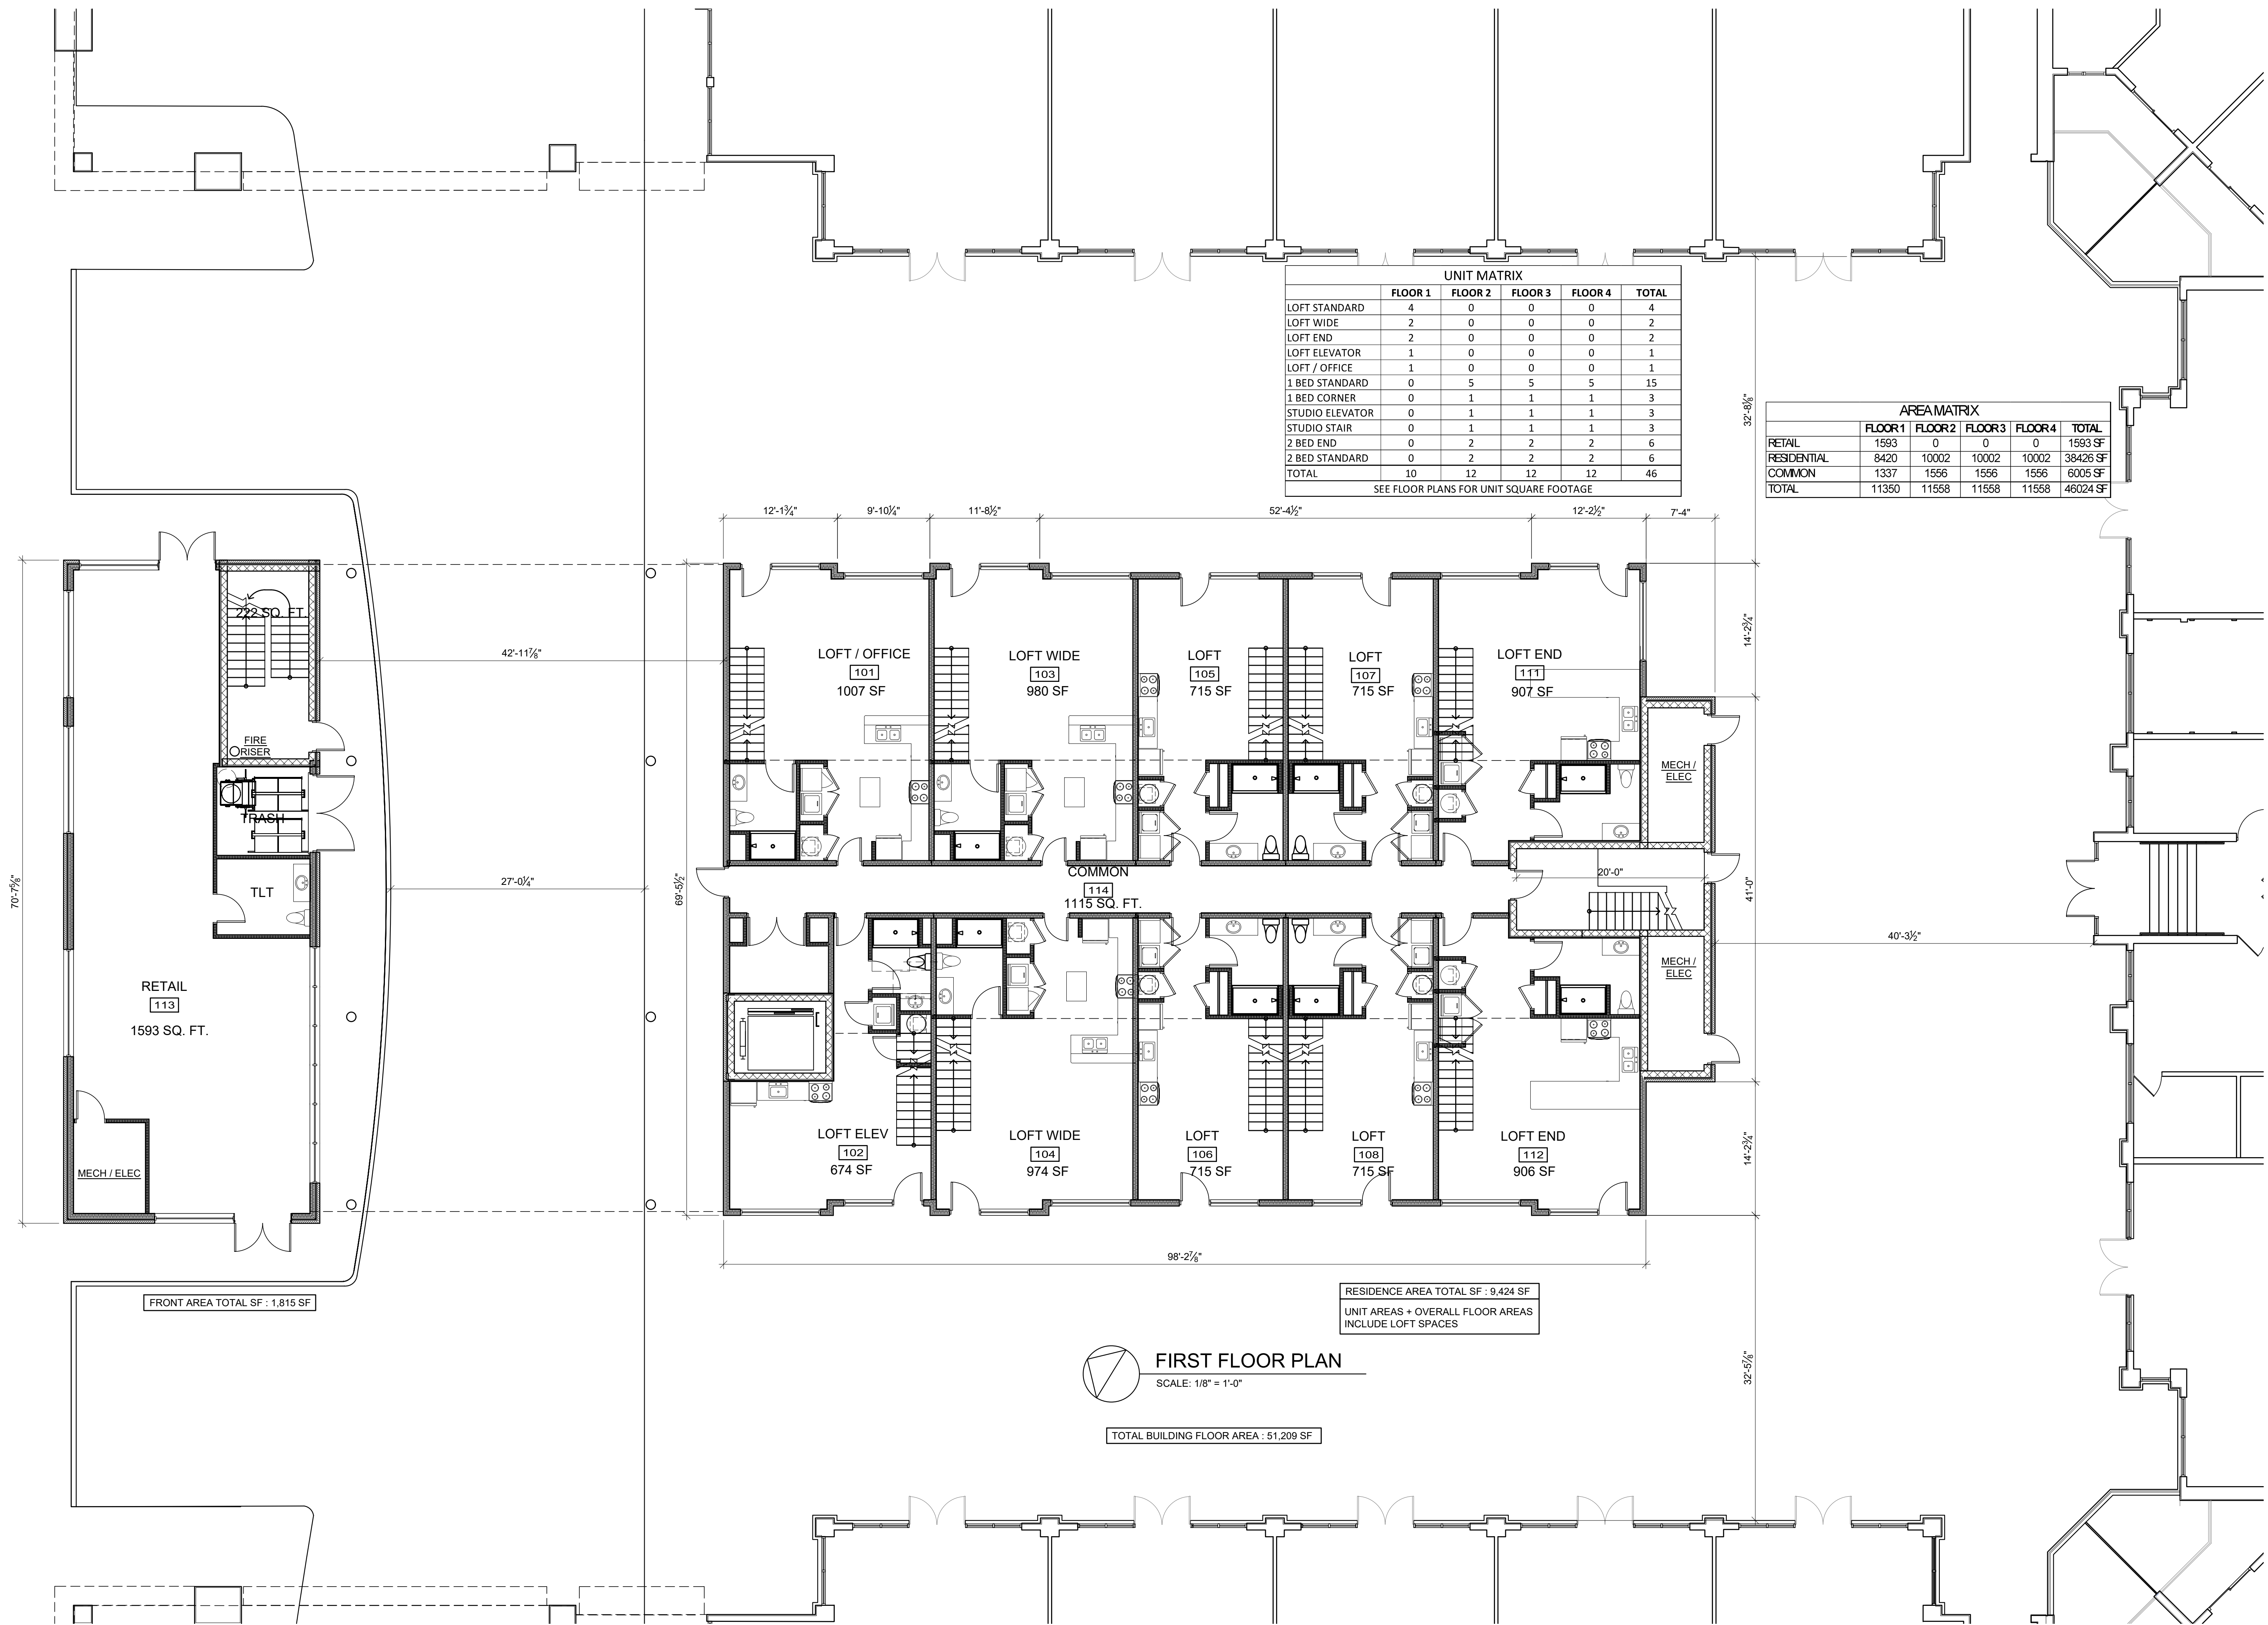 UNIT MATRIX
FLOOR 1 FLOOR 2 FLOOR 3 FLOOR 4 TOTAL
LOFT STANDARD 4 0 0 0 4
LOFT WIDE 2 0 0 0 2
LOFT END 2 0 0 0 2
LOFT ELEVATOR 1 0 0 0 1
LOFT / OFFICE 1 0 0 0 1
1 BED STANDARD 0 5 5 5 15
1 BED CORNER 0 1 1 1 3
STUDIO ELEVATOR 0 1 1 1 3
STUDIO STAIR 0 1 1 1 3
2 BED END 0 2 2 2 6
2 BED STANDARD 0 2 2 2 6
TOTAL 10 12 12 12 46
SEE FLOOR PLANS FOR UNIT SQUARE FOOTAGE
32'-8⅛"
AREA MATRIX
FLOOR 1 FLOOR 2 FLOOR 3 FLOOR 4 TOTAL
RETAIL 1593 0 0 0 1593 SF
RESIDENTIAL 8420 10002 10002 10002 38426 SF
COMMON 1337 1556 1556 1556 6005 SF
TOTAL 11350 11558 11558 11558 46024 SF
12'-1¾" 9'-10¼" 11'-8½" 52'-4½" 12'-2½" 7'-4"
222 SQ. FT.
42'-11⅞"
LOFT / OFFICE
101
1007 SF
LOFT WIDE
103
980 SF
LOFT
105
715 SF
LOFT
107
715 SF
LOFT END
111
907 SF
14'-2¾"
FIRE
RISER
TRASH
TLT
MECH /
ELEC
70'-7⅝"
27'-0¼"
69'-5½"
COMMON
114
1115 SQ. FT.
20'-0"
41'-0"
40'-3½"
MECH /
ELEC
RETAIL
113
1593 SQ. FT.
MECH / ELEC
LOFT ELEV
102
674 SF
LOFT WIDE
104
974 SF
LOFT
106
715 SF
LOFT
108
715 SF
LOFT END
112
906 SF
14'-2¾"
98'-2⅞"
FRONT AREA TOTAL SF : 1,815 SF
RESIDENCE AREA TOTAL SF : 9,424 SF
UNIT AREAS + OVERALL FLOOR AREAS
INCLUDE LOFT SPACES
FIRST FLOOR PLAN
SCALE: 1/8" = 1'-0"
32'-5⅞"
TOTAL BUILDING FLOOR AREA : 51,209 SF